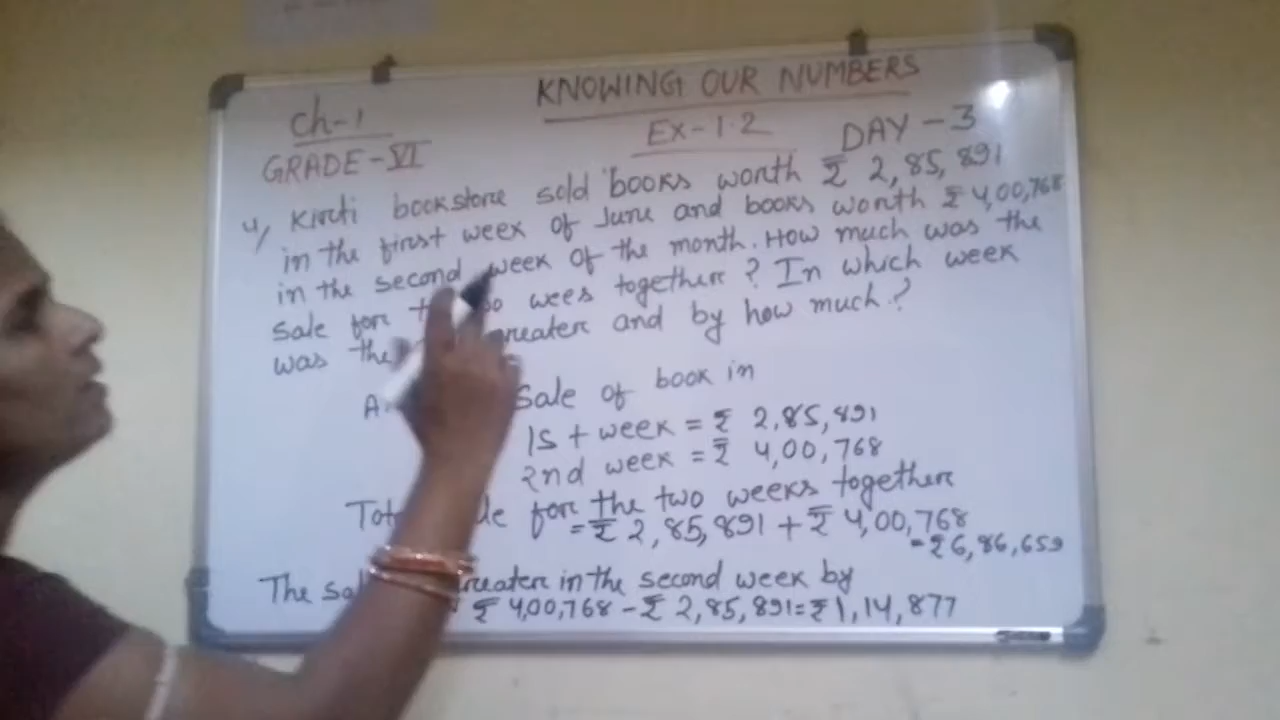 KNOWING OUR NUMBERS
Ch-1
Ex-1.2
DAY-3
GRADE-VI
4/ Kirti bookstore sold books worth ₹ 2,85,891
in the first week of June and books worth ₹ 4,00,768
in the second week of the month. How much was the
sale for wees together? In which week
was the greater and by how much?
Sale of book in
1st week = ₹ 2,85,891
2nd week = ₹ 4,00,768
for the two weeks together
= ₹ 2,85,891 + ₹ 4,00,768
= ₹6,86,659
The greater in the second week by
₹ 4,00,768 - ₹ 2,85,891 = ₹1,14,877